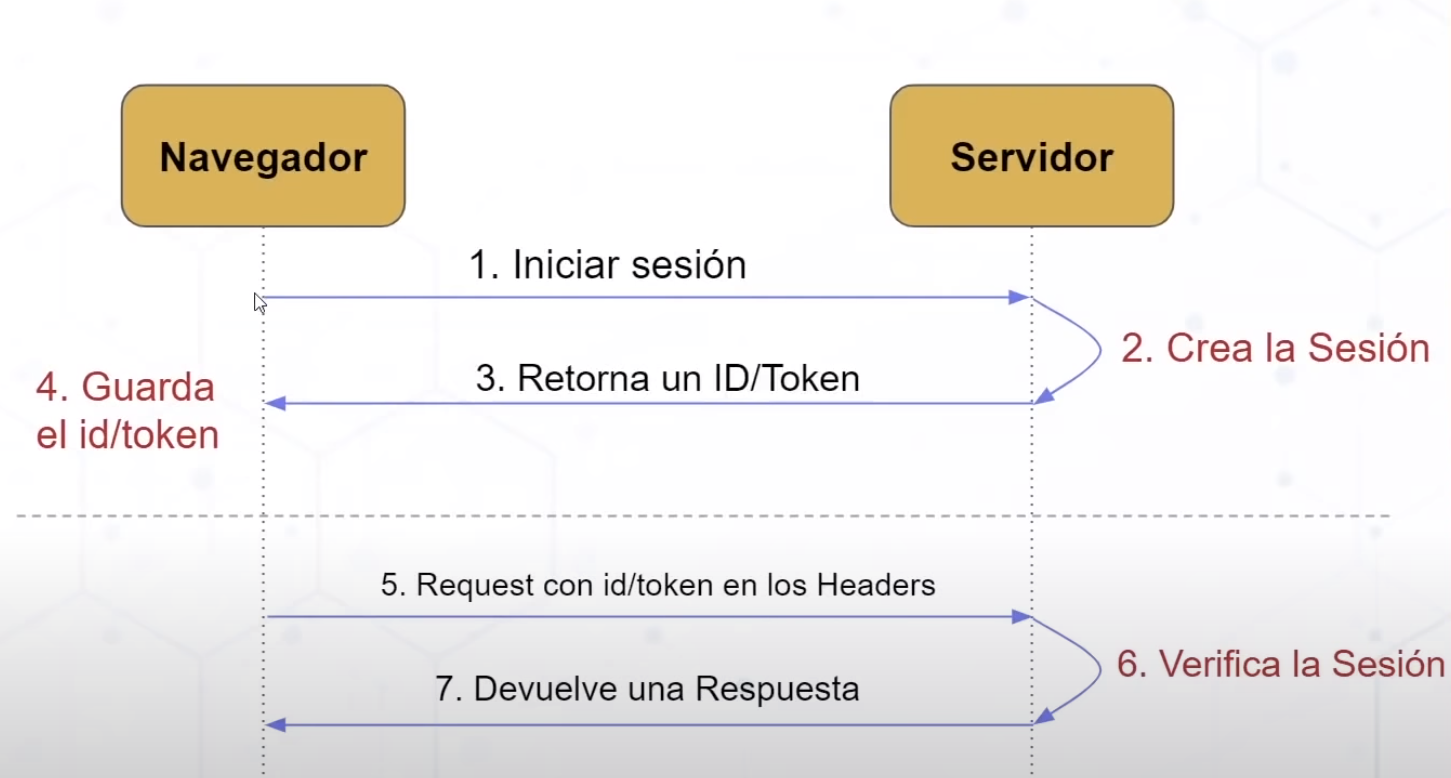 Navegador
Servidor
1. Iniciar sesión
2. Crea la Sesión
3. Retorna un ID/Token
4. Guarda
el id/token
5. Request con id/token en los Headers
6. Verifica la Sesión
7. Devuelve una Respuesta